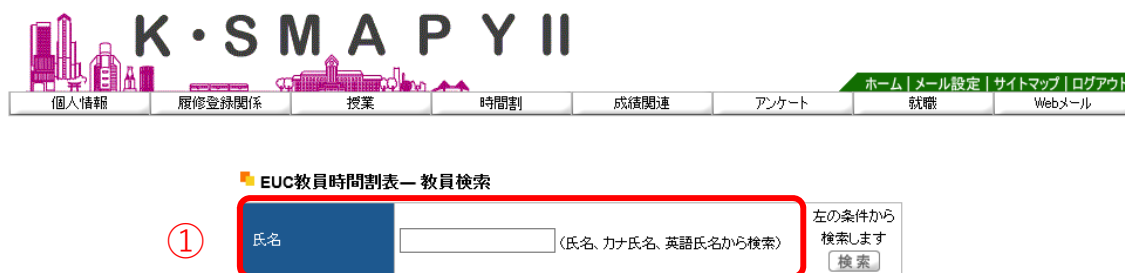 K・SMAPYⅡ
ホーム | メール設定 | サイトマップ | ログアウト
個人情報 履修登録関係 授業 時間割 成績関連 アンケート 就職 Webメール
EUC教員時間割表― 教員検索
① 氏名 (氏名、カナ氏名、英語氏名から検索)
左の条件から
検索します
検索